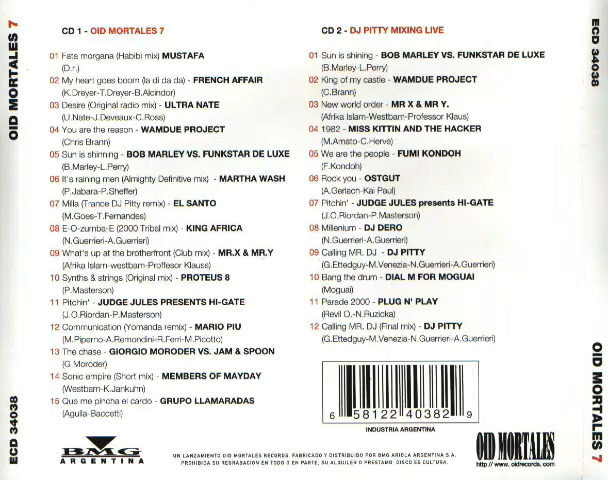 OID MORTALES 7
ECD 34038
CD 1 - OID MORTALES 7
01 Fata morgana (Habibi mix) MUSTAFA
(D.r.)
02 My heart goes boom (la di da da) - FRENCH AFFAIR
(K.Dreyer-T.Dreyer-B.Alcindor)
03 Desire (Original radio mix) - ULTRA NATE
(U.Nate-J.Deveaux-C.Ross)
04 You are the reason - WAMDUE PROJECT
(Chris Brann)
05 Sun is shinning - BOB MARLEY VS. FUNKSTAR DE LUXE
(B.Marley-L.Perry)
06 It's raining men (Almighty Definitive mix) - MARTHA WASH
(P.Jabara-P.Sheffer)
07 Milla (Trance DJ Pitty remix) - EL SANTO
(M.Goes-T.Fernandes)
08 E-O-zumba-E (2000 Tribal mix) - KING AFRICA
(N.Guerrieri-A.Guerrieri)
09 What's up at the brotherfront (Club mix) - MR.X & MR.Y
(Afrika Islam-westbam-Proffesor Klauss)
10 Synths & strings (Original mix) - PROTEUS 8
(P.Masterson)
11 Pitchin' - JUDGE JULES PRESENTS HI-GATE
(J.O.Riordan-P.Masterson)
12 Communication (Yomanda remix) - MARIO PIU
(M.Piperno-A.Remondini-R.Ferri-M.Picotto)
13 The chase - GIORGIO MORODER VS. JAM & SPOON
(G.Moroder)
14 Sonic empire (Short mix) - MEMBERS OF MAYDAY
(Westbam-K.Jankuhn)
15 Que me pincha el cardo - GRUPO LLAMARADAS
(Agulla-Baccetti)
CD 2 - DJ PITTY MIXING LIVE
01 Sun is shining - BOB MARLEY VS. FUNKSTAR DE LUXE
(B.Marley-L.Perry)
02 King of my castle - WAMDUE PROJECT
(C.Brann)
03 New world order - MR X & MR Y.
(Afrika Islam-Westbam-Professor Klaus)
04 1982 - MISS KITTIN AND THE HACKER
(M.Amato-C.Herve)
05 We are the people - FUMI KONDOH
(F.Kondoh)
06 Rock you - OSTGUT
(A.Gerlach-Kai Paul)
07 Pitchin' - JUDGE JULES presents HI-GATE
(J.C.Riordan-P.Masterson)
08 Millenium - DJ DERO
(N.Guerrieri-A.Guerrieri)
09 Calling MR. DJ - DJ PITTY
(G.Ettedguy-M.Venezia-N.Guerrieri-A.Guerrieri)
10 Bang the drum - DIAL M FOR MOGUAI
(Moguai)
11 Parade 2000 - PLUG N' PLAY
(Revil O.-N.Ruzicka)
12 Calling MR. DJ (Final mix) - DJ PITTY
(G.Ettedguy-M.Venezia-N.Guerrieri-A.Guerrieri)
6 58122 40382 9
INDUSTRIA ARGENTINA
BMG
ARGENTINA
UN LANZAMIENTO OID MORTALES RECORDS. FABRICADO Y DISTRIBUIDO POR BMG ARIOLA ARGENTINA S.A.
PROHIBIDA SU REGRABACION EN TODO O EN PARTE, SU ALQUILER O PRESTAMO. DISCO ES CULTURA.
OID MORTALES
http://www.oidrecords.com
ECD 34038
OID MORTALES 7